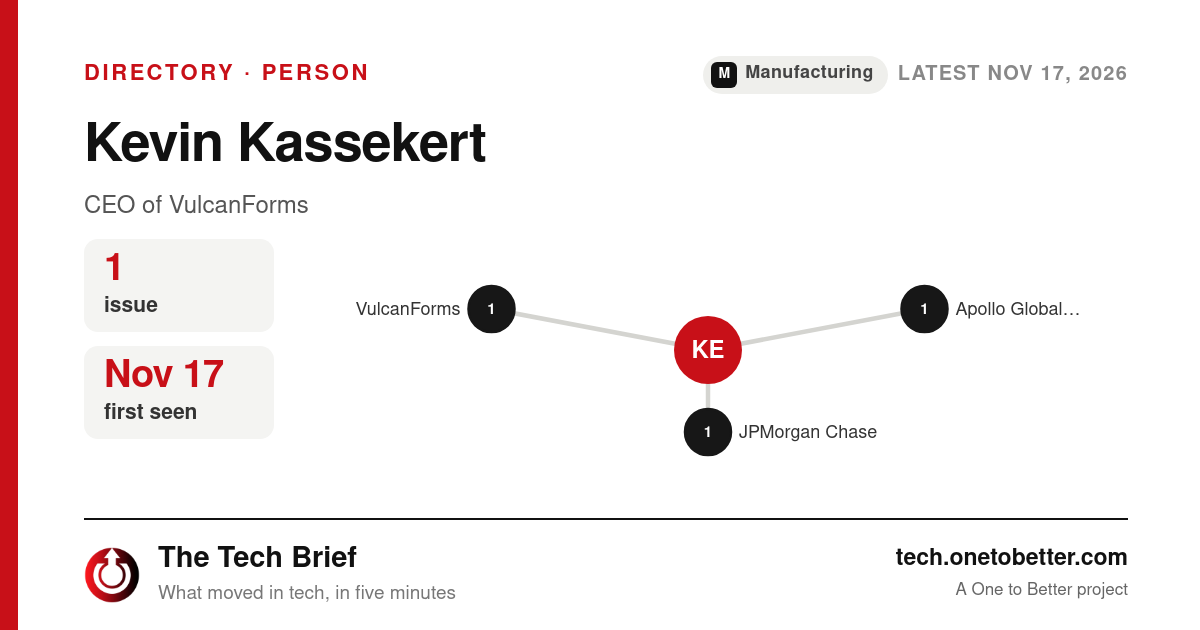 DIRECTORY · PERSON
M Manufacturing LATEST NOV 17, 2026
Kevin Kassekert
CEO of VulcanForms
1
issue
Nov 17
first seen
VulcanForms 1
KE
1 Apollo Global…
1 JPMorgan Chase
The Tech Brief
What moved in tech, in five minutes
tech.onetobetter.com
A One to Better project